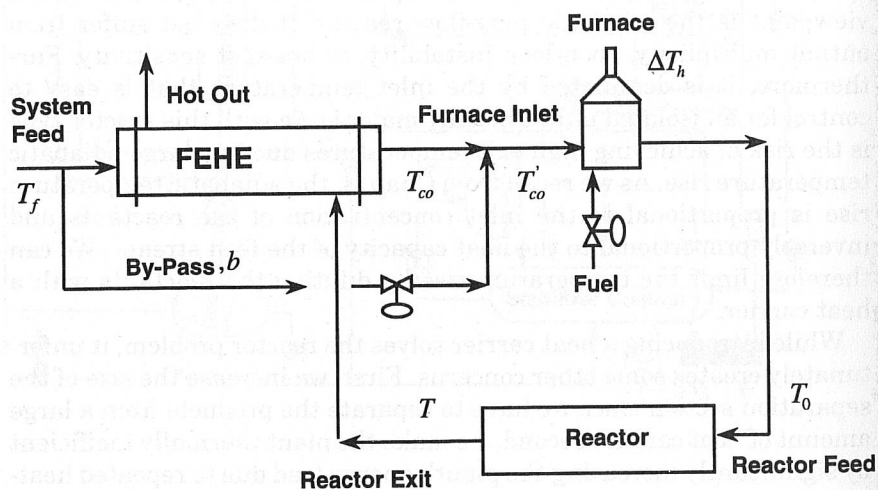 Furnace
ΔT_h
System
Feed
Hot Out
Furnace Inlet
FEHE
T_f
T_co
T'_co
By-Pass, b
Fuel
T
T_0
Reactor
Reactor Exit
Reactor Feed